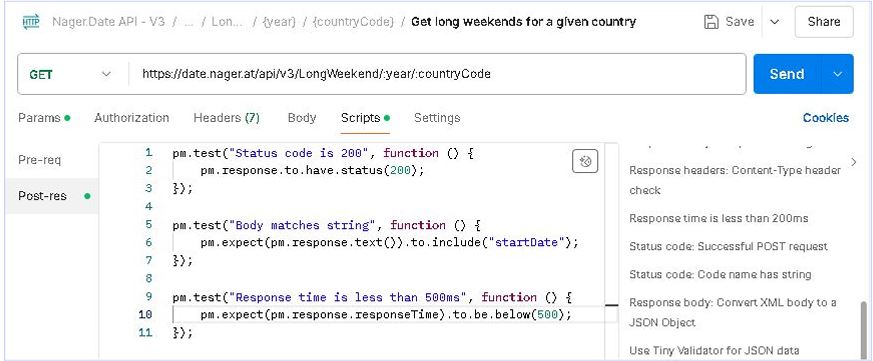 HTTP Nager.Date API - V3 / ... / Lon... / {year} / {countryCode} / Get long weekends for a given country Save Share
GET https://date.nager.at/api/v3/LongWeekend/:year/:countryCode Send
Params Authorization Headers (7) Body Scripts Settings Cookies
Pre-req
Post-res
1 pm.test("Status code is 200", function () {
2 pm.response.to.have.status(200);
3 });
4
5 pm.test("Body matches string", function () {
6 pm.expect(pm.response.text()).to.include("startDate");
7 });
8
9 pm.test("Response time is less than 500ms", function () {
10 pm.expect(pm.response.responseTime).to.be.below(500);
11 });
Response headers: Content-Type header
check
Response time is less than 200ms
Status code: Successful POST request
Status code: Code name has string
Response body: Convert XML body to a
JSON Object
Use Tiny Validator for JSON data